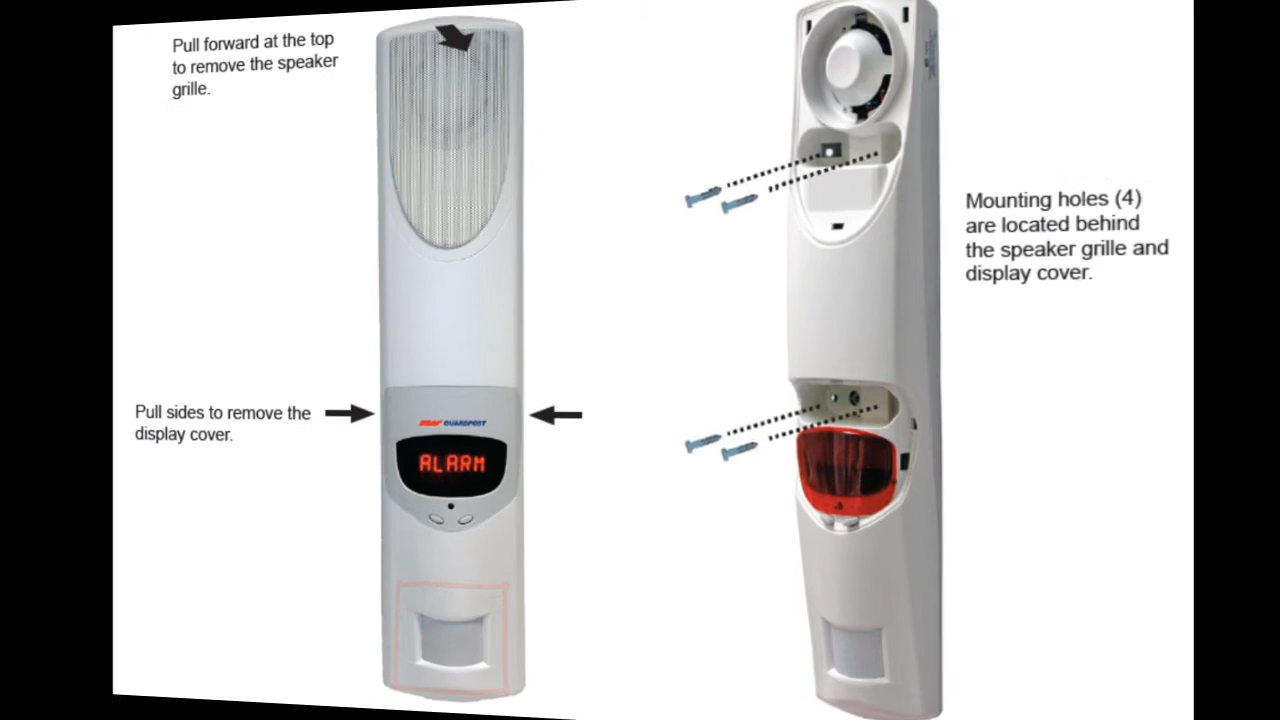 Pull forward at the top
to remove the speaker
grille.
Pull sides to remove the
display cover.
GUARDPOST
ALARM
Mounting holes (4)
are located behind
the speaker grille and
display cover.